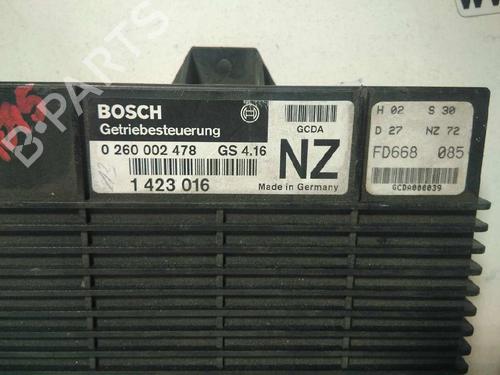 B-PARTS
BOSCH
Getriebesteuerung
GCDA
0 260 002 478 GS 4.16
NZ
1 423 016
Made in Germany
H 02 S 30
D 27 NZ 72
FD668 085
GCDA006039